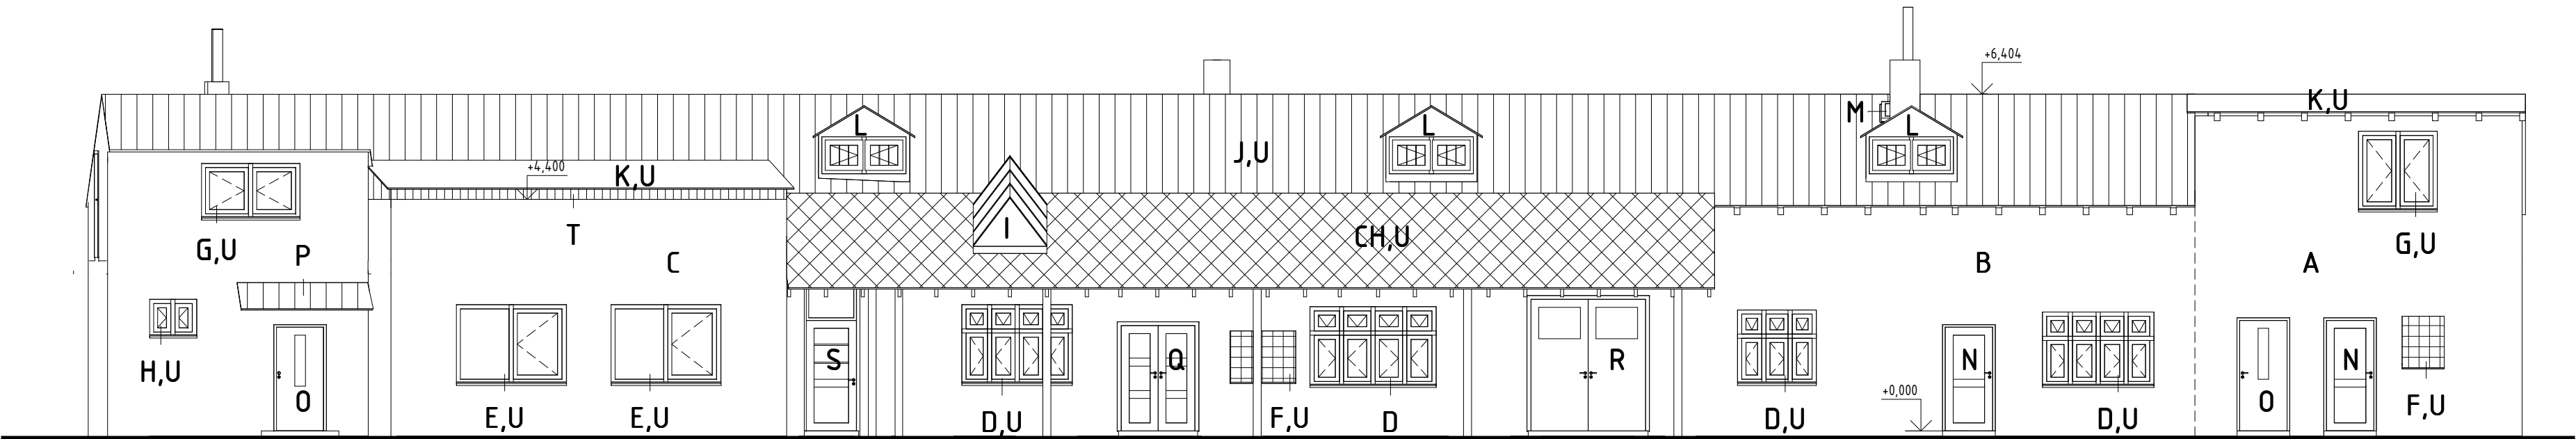 +6,404
K,U
M
L
L
L
J,U
+4,400
K,U
I
G,U
P
T
C
CH,U
B
A
G,U
H,U
O
E,U
E,U
S
D,U
Q
F,U
D
R
D,U
+0,000
N
D,U
O
N
F,U